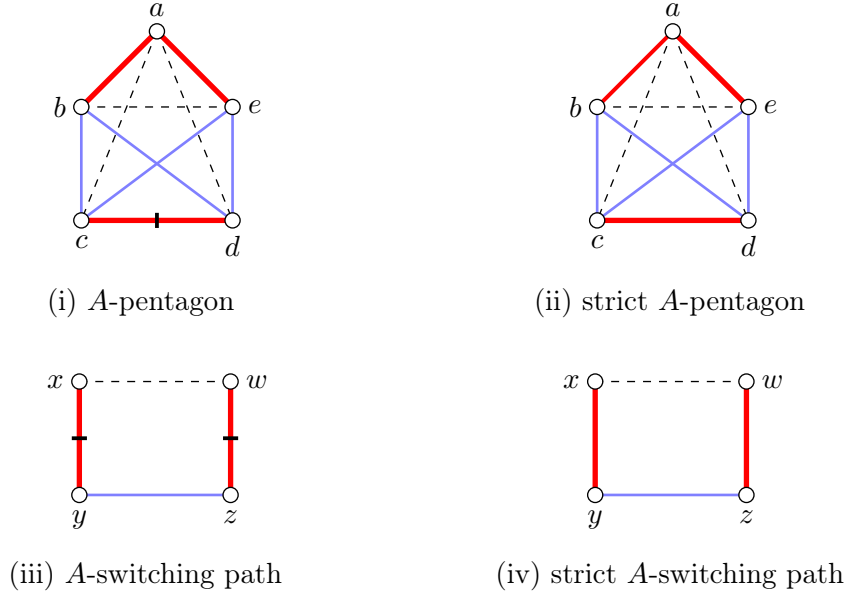 a
a
b
e
b
e
c
d
c
d
(i) A-pentagon
(ii) strict A-pentagon
x
w
x
w
y
z
y
z
(iii) A-switching path
(iv) strict A-switching path